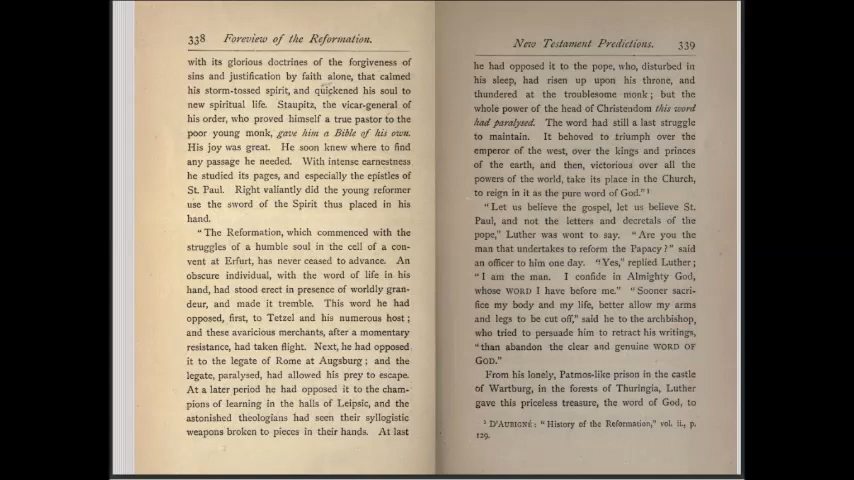 338 Foreview of the Reformation.
with its glorious doctrines of the forgiveness of
sins and justification by faith alone, that calmed
his storm-tossed spirit, and quickened his soul to
new spiritual life. Staupitz, the vicar-general of
his order, who proved himself a true pastor to the
poor young monk, gave him a Bible of his own.
His joy was great. He soon knew where to find
any passage he needed. With intense earnestness
he studied its pages, and especially the epistles of
St. Paul. Right valiantly did the young reformer
use the sword of the Spirit thus placed in his
hand.
"The Reformation, which commenced with the
struggles of a humble soul in the cell of a con-
vent at Erfurt, has never ceased to advance. An
obscure individual, with the word of life in his
hand, had stood erect in presence of worldly gran-
deur, and made it tremble. This word he had
opposed, first, to Tetzel and his numerous host;
and these avaricious merchants, after a momentary
resistance, had taken flight. Next, he had opposed
it to the legate of Rome at Augsburg; and the
legate, paralysed, had allowed his prey to escape.
At a later period he had opposed it to the cham-
pions of learning in the halls of Leipsic, and the
astonished theologians had seen their syllogistic
weapons broken to pieces in their hands. At last
New Testament Predictions. 339
he had opposed it to the pope, who, disturbed in
his sleep, had risen up upon his throne, and
thundered at the troublesome monk; but the
whole power of the head of Christendom this word
had paralysed. The word had still a last struggle
to maintain. It behoved to triumph over the
emperor of the west, over the kings and princes
of the earth, and then, victorious over all the
powers of the world, take its place in the Church,
to reign in it as the pure word of God."¹
"Let us believe the gospel, let us believe St.
Paul, and not the letters and decretals of the
pope," Luther was wont to say. "Are you the
man that undertakes to reform the Papacy?" said
an officer to him one day. "Yes," replied Luther;
"I am the man. I confide in Almighty God,
whose WORD I have before me." "Sooner sacri-
fice my body and my life, better allow my arms
and legs to be cut off," said he to the archbishop,
who tried to persuade him to retract his writings,
"than abandon the clear and genuine WORD OF
GOD."
From his lonely, Patmos-like prison in the castle
of Wartburg, in the forests of Thuringia, Luther
gave this priceless treasure, the word of God, to
¹ D'AUBIGNÉ: "History of the Reformation," vol. ii., p.
129.